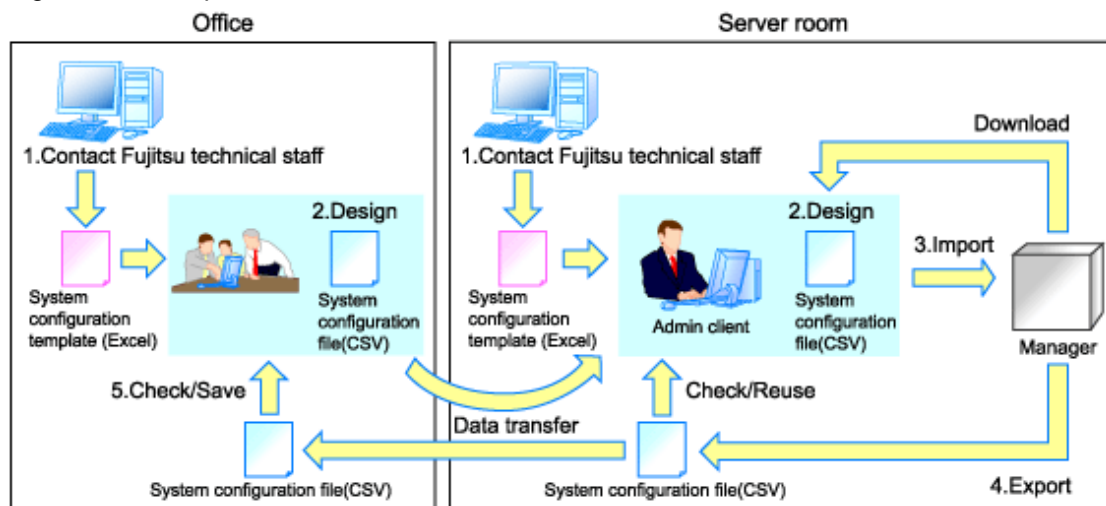 Office
Server room
1.Contact Fujitsu technical staff
2.Design
System
configuration
template (Excel)
System
configuration
file(CSV)
5.Check/Save
System configuration file(CSV)
Data transfer
1.Contact Fujitsu technical staff
Download
2.Design
3.Import
System
configuration
template (Excel)
Admin client
System
configuration
file(CSV)
Manager
Check/Reuse
System configuration file(CSV)
4.Export